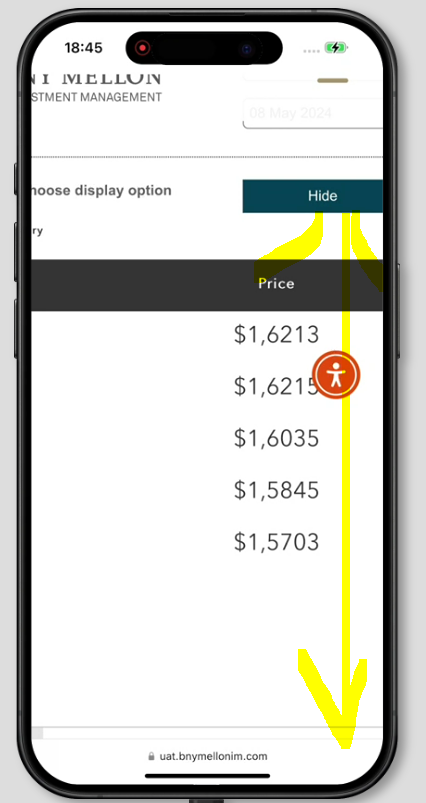 18:45
NY MELLON
STMENT MANAGEMENT
08 May 2024
hoose display option
Hide
ry
Price
$1,6213
$1,6215
$1,6035
$1,5845
$1,5703
uat.bnymellonim.com